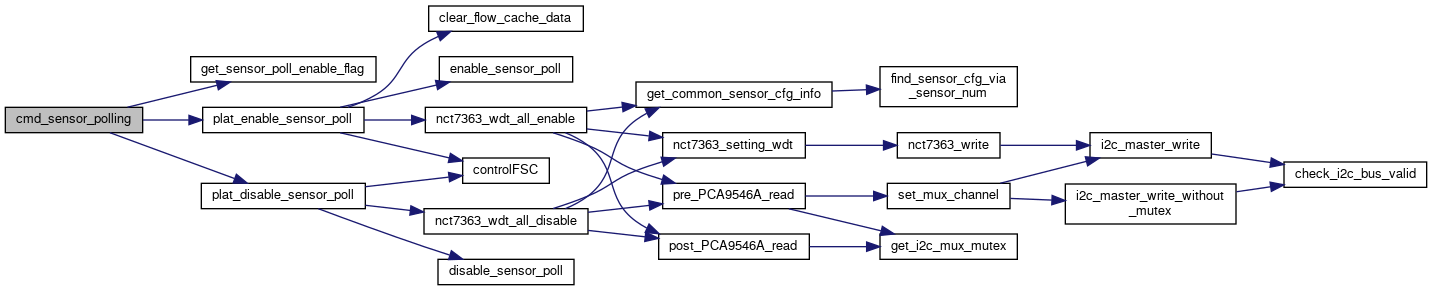 cmd_sensor_polling
get_sensor_poll_enable_flag
plat_enable_sensor_poll
plat_disable_sensor_poll
clear_flow_cache_data
enable_sensor_poll
nct7363_wdt_all_enable
controlFSC
nct7363_wdt_all_disable
disable_sensor_poll
get_common_sensor_cfg_info
nct7363_setting_wdt
pre_PCA9546A_read
post_PCA9546A_read
find_sensor_cfg_via
_sensor_num
nct7363_write
set_mux_channel
get_i2c_mux_mutex
i2c_master_write
i2c_master_write_without
_mutex
check_i2c_bus_valid